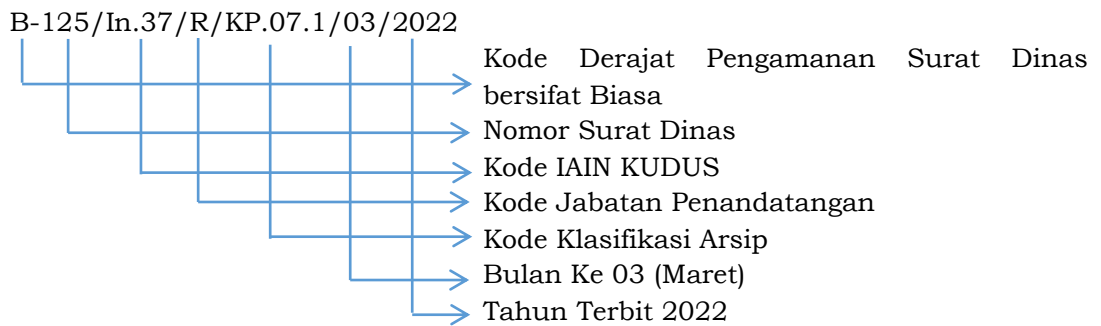 B-125/In.37/R/KP.07.1/03/2022
Kode Derajat Pengamanan Surat Dinas
bersifat Biasa
Nomor Surat Dinas
Kode IAIN KUDUS
Kode Jabatan Penandatangan
Kode Klasifikasi Arsip
Bulan Ke 03 (Maret)
Tahun Terbit 2022